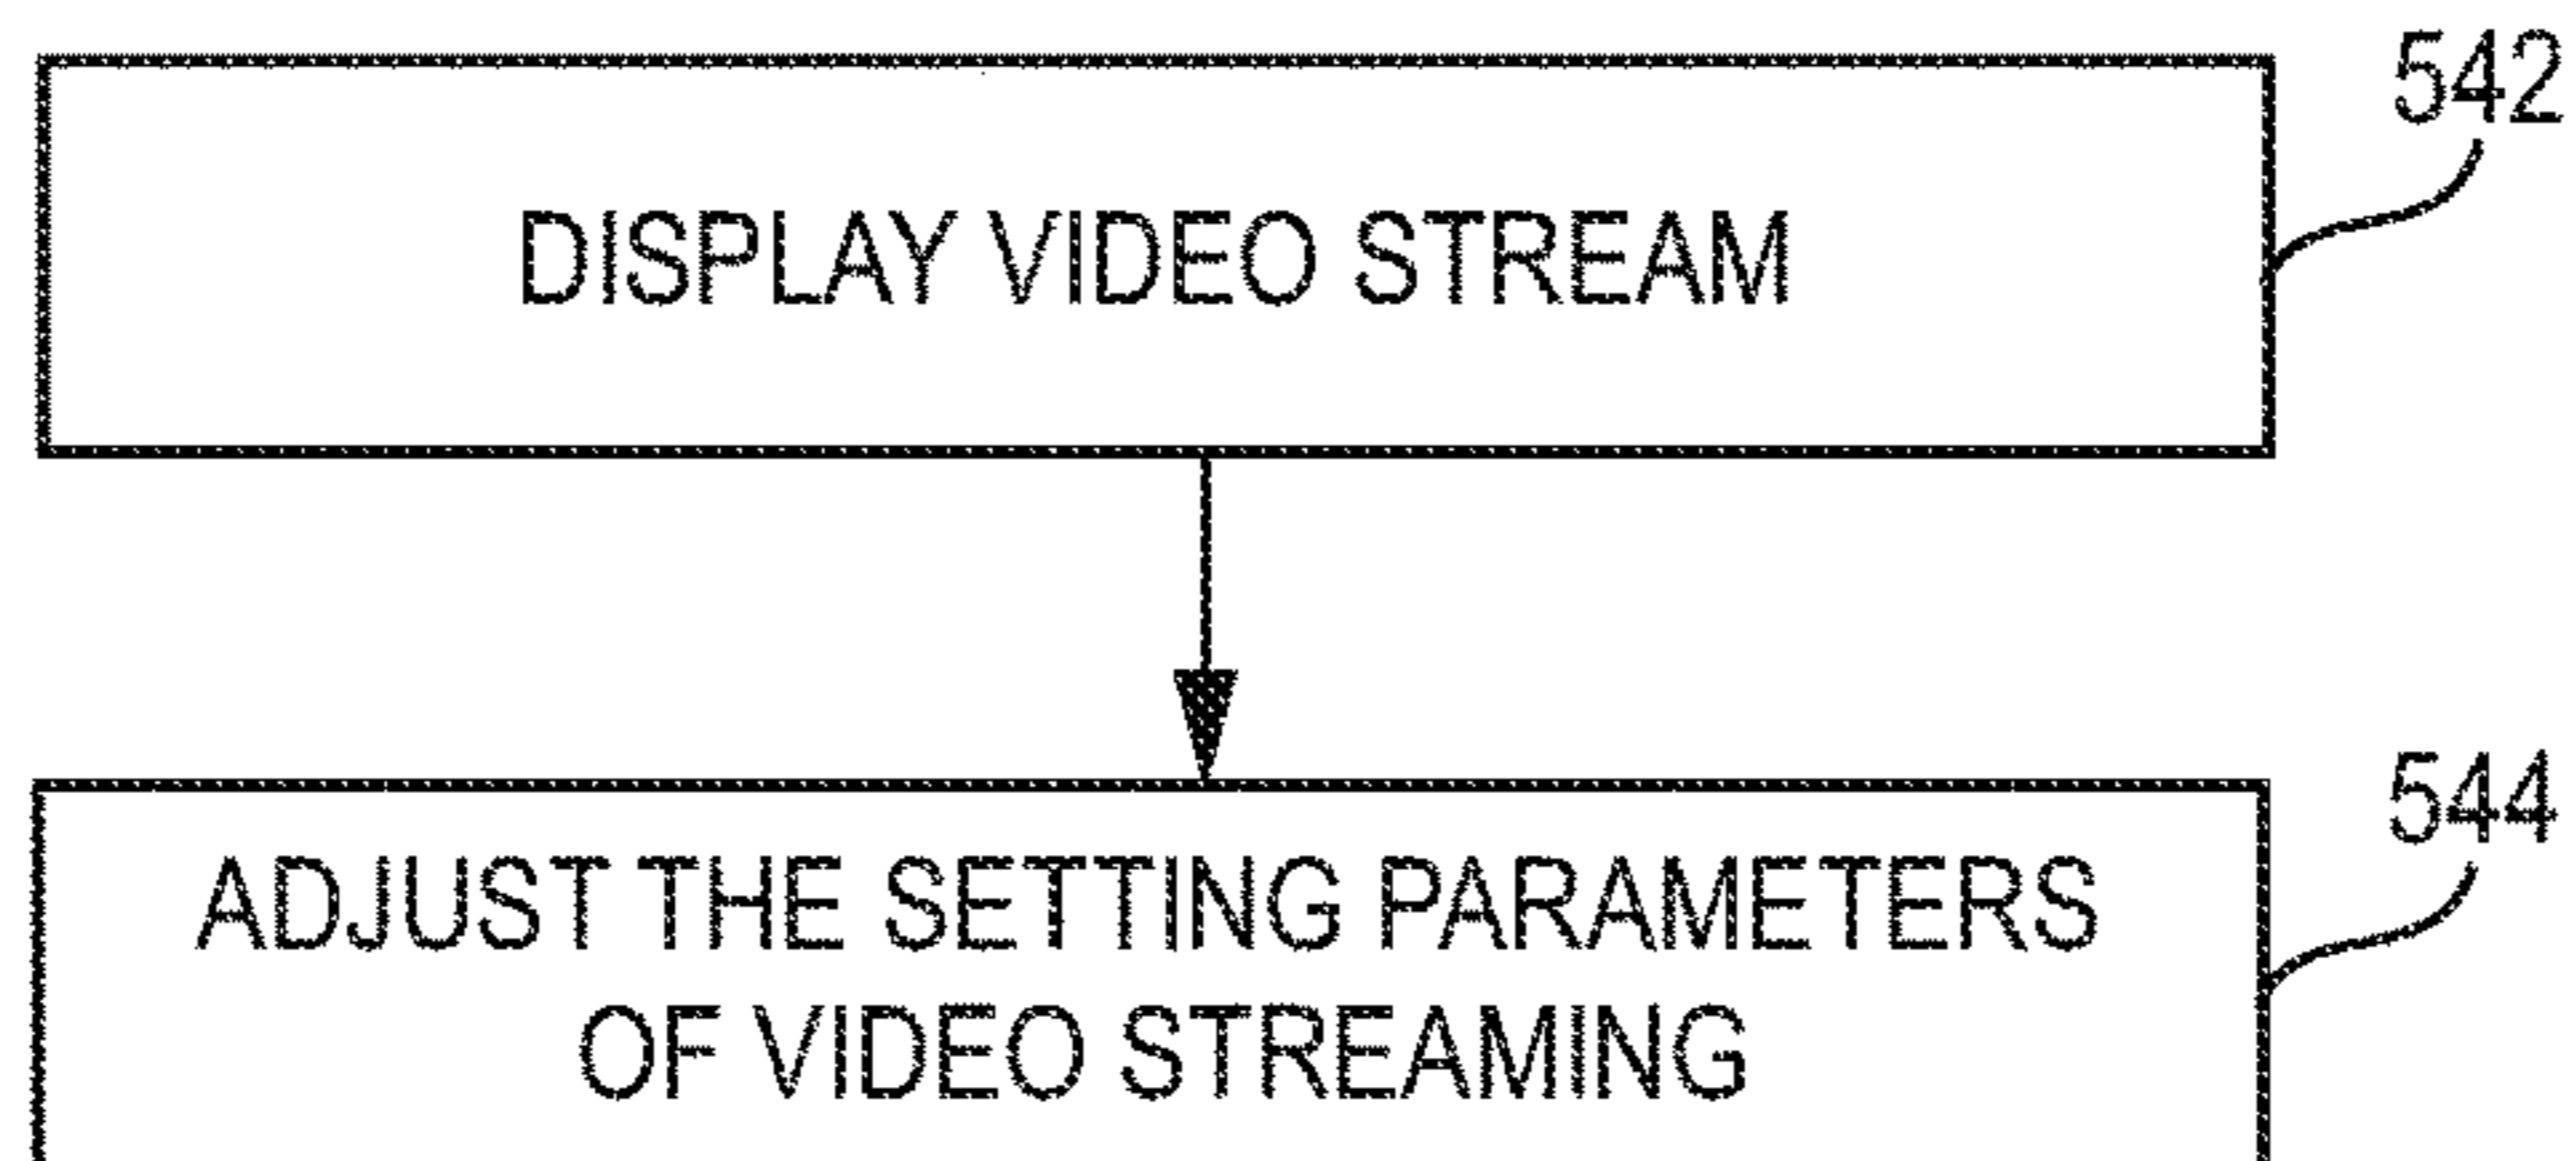 542
DISPLAY VIDEO STREAM
544
ADJUST THE SETTING PARAMETERS
OF VIDEO STREAMING